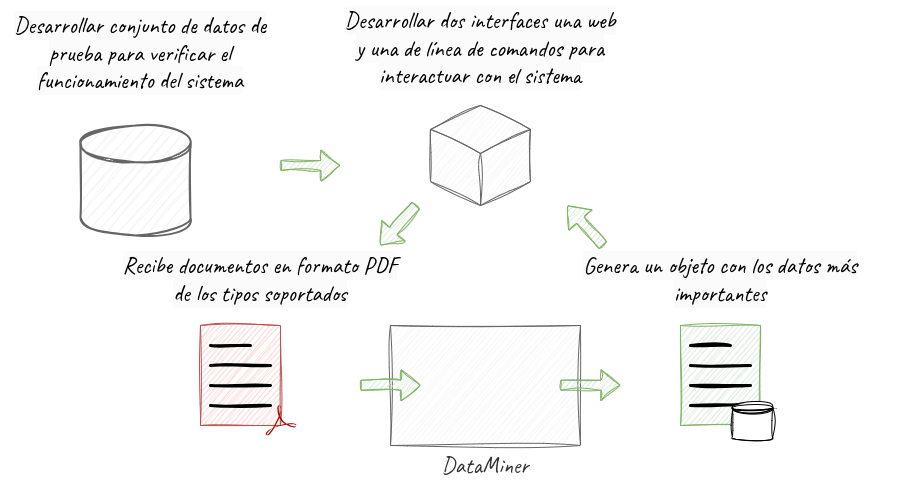 Desarrollar conjunto de datos de
prueba para verificar el
funcionamiento del sistema
Desarrollar dos interfaces una web
y una de línea de comandos para
interactuar con el sistema
Recibe documentos en formato PDF
de los tipos soportados
Genera un objeto con los datos más
importantes
DataMiner